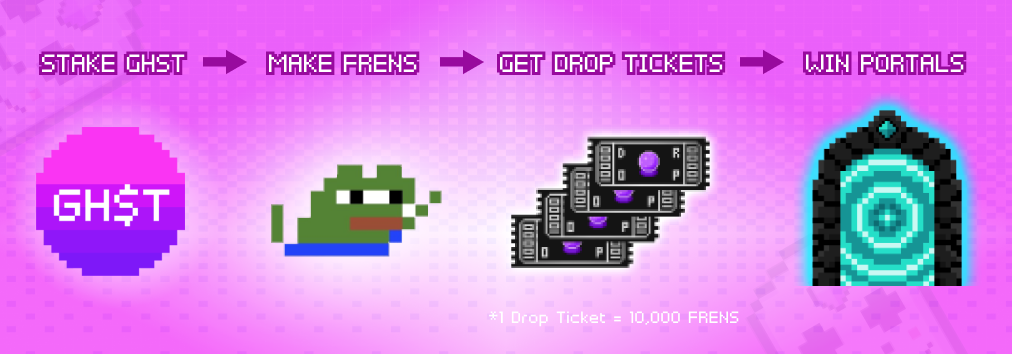 STAKE GHST
MAKE FRENS
GET DROP TICKETS
WIN PORTALS
GH$T
D R
O P
O P
O P
O P
*1 Drop Ticket = 10,000 FRENS